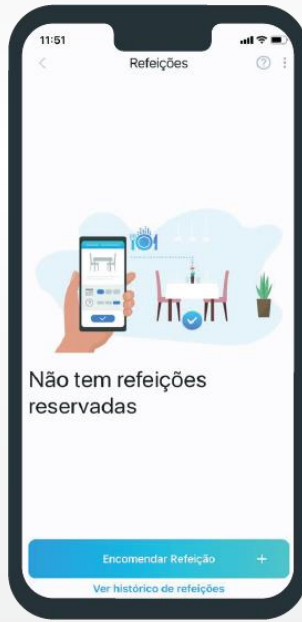 11:51
Refeições
Não tem refeições
reservadas
Encomendar Refeição +
Ver histórico de refeições